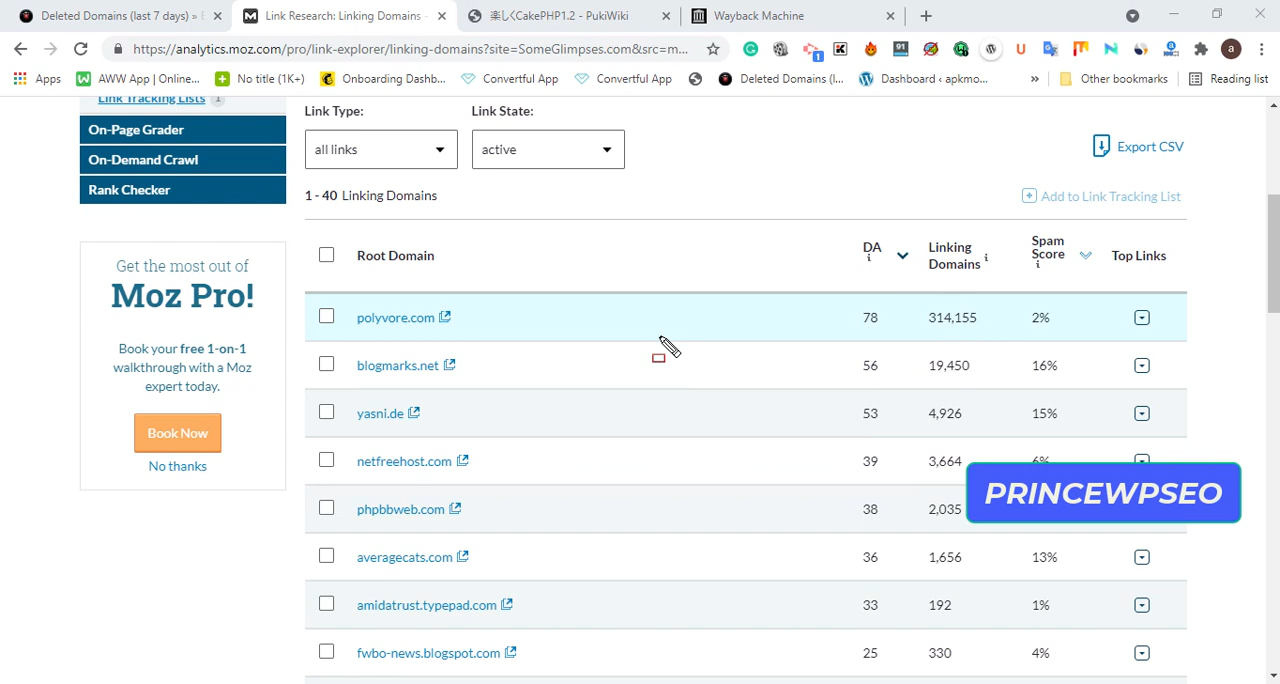 Deleted Domains (last 7 days) » E
Link Research: Linking Domains -
楽しくCakePHP1.2 - PukiWiki
Wayback Machine
https://analytics.moz.com/pro/link-explorer/linking-domains?site=SomeGlimpses.com&src=m...
1
91
8
a
Apps
AWW App | Online...
No title (1K+)
Onboarding Dashb...
Convertful App
Convertful App
Deleted Domains (l...
Dashboard ‹ apkmo...
»
Other bookmarks
Reading list
Link Tracking Lists 1
On-Page Grader
On-Demand Crawl
Rank Checker
Get the most out of
Moz Pro!
Book your free 1-on-1
walkthrough with a Moz
expert today.
Book Now
No thanks
Link Type:
Link State:
all links
active
Export CSV
1 - 40 Linking Domains
Add to Link Tracking List
Root Domain
DA
Linking Domains
Spam Score
Top Links
polyvore.com 78 314,155 2%
blogmarks.net 56 19,450 16%
yasni.de 53 4,926 15%
netfreehost.com 39 3,664 6%
phpbbweb.com 38 2,035
PRINCEWPSEO
averagecats.com 36 1,656 13%
amidatrust.typepad.com 33 192 1%
fwbo-news.blogspot.com 25 330 4%